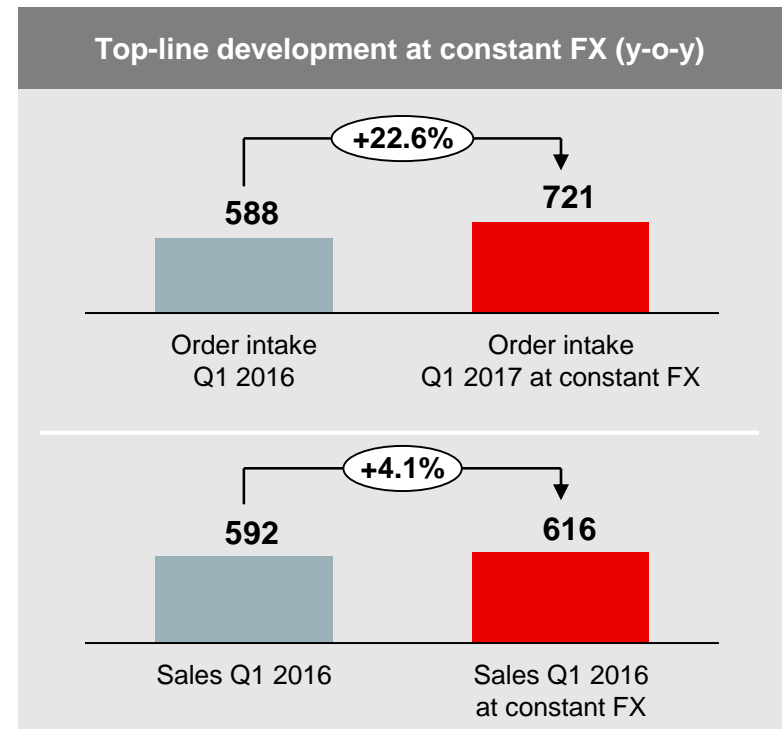 Top-line development at constant FX (y-o-y)
+22.6%
588
721
Order intake
Q1 2016
Order intake
Q1 2017 at constant FX
+4.1%
592
616
Sales Q1 2016
Sales Q1 2016
at constant FX